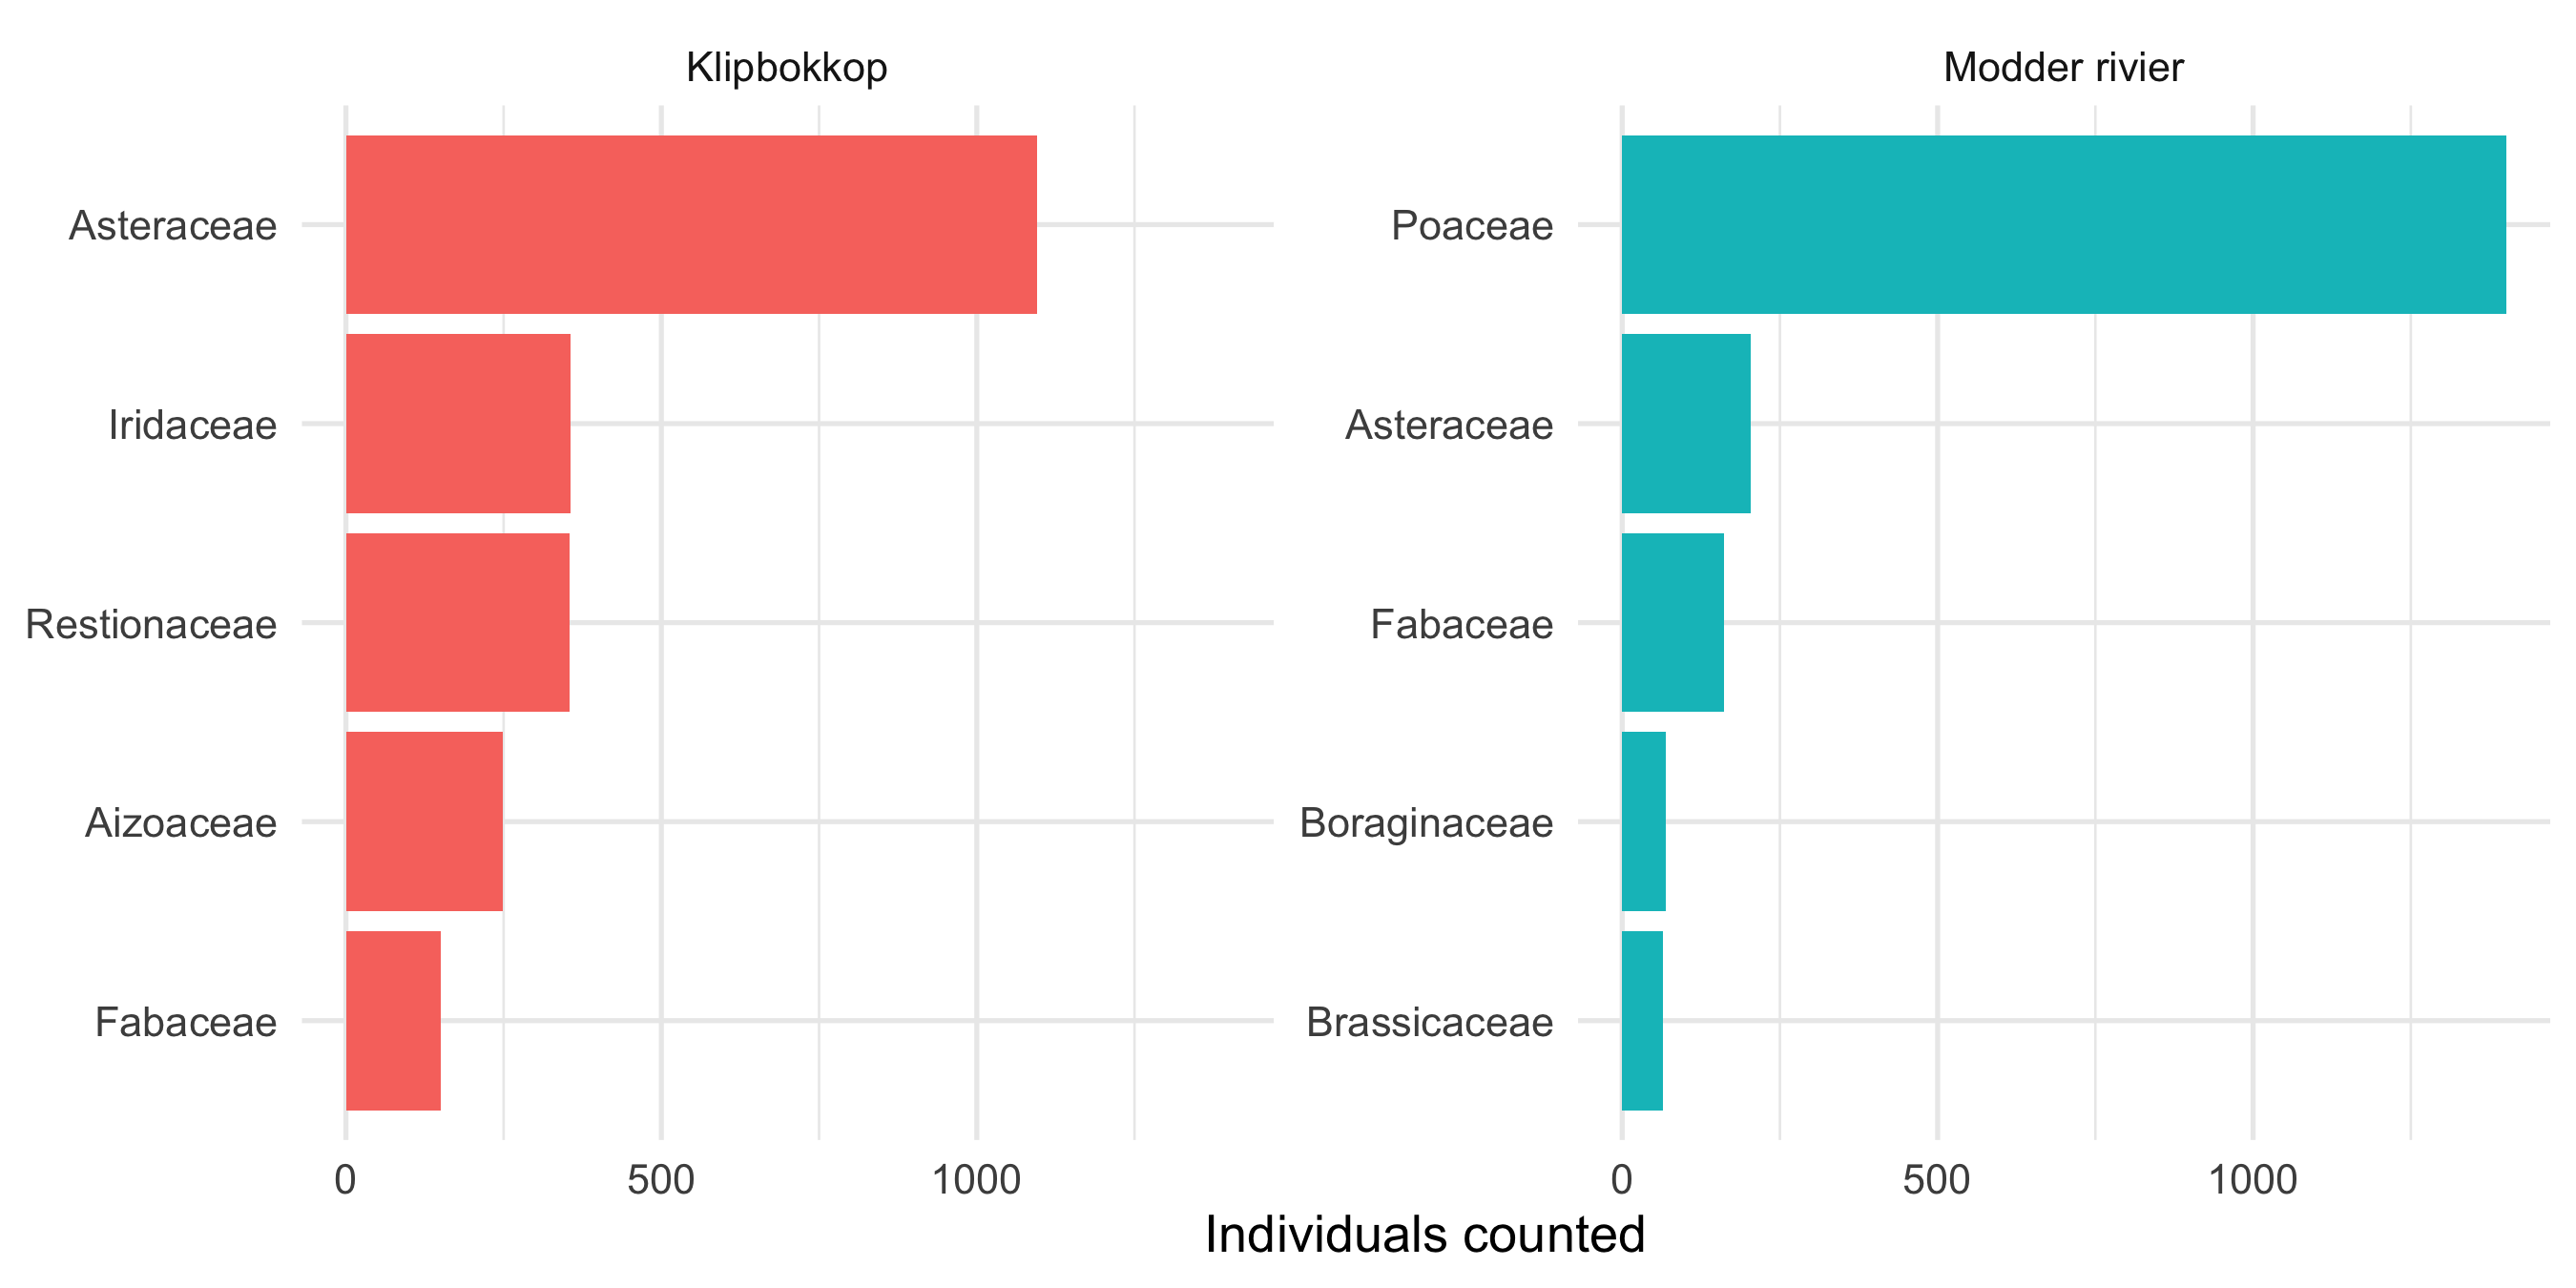 Klipbokkop
Asteraceae
Iridaceae
Restionaceae
Aizoaceae
Fabaceae
0 500 1000
Modder rivier
Poaceae
Asteraceae
Fabaceae
Boraginaceae
Brassicaceae
0 500 1000
Individuals counted